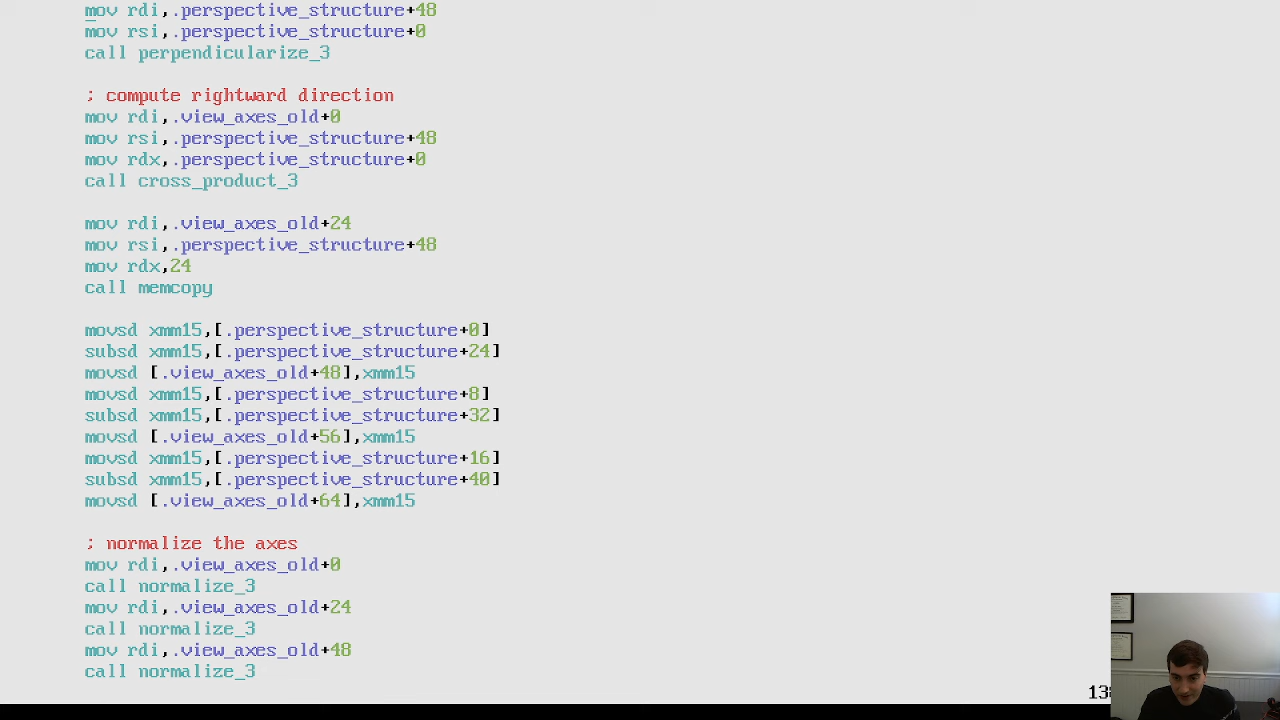 mov rdi,.perspective_structure+48
mov rsi,.perspective_structure+0
call perpendicularize_3
; compute rightward direction
mov rdi,.view_axes_old+0
mov rsi,.perspective_structure+48
mov rdx,.perspective_structure+0
call cross_product_3
mov rdi,.view_axes_old+24
mov rsi,.perspective_structure+48
mov rdx,24
call memcopy
movsd xmm15,[.perspective_structure+0]
subsd xmm15,[.perspective_structure+24]
movsd [.view_axes_old+48],xmm15
movsd xmm15,[.perspective_structure+8]
subsd xmm15,[.perspective_structure+32]
movsd [.view_axes_old+56],xmm15
movsd xmm15,[.perspective_structure+16]
subsd xmm15,[.perspective_structure+40]
movsd [.view_axes_old+64],xmm15
; normalize the axes
mov rdi,.view_axes_old+0
call normalize_3
mov rdi,.view_axes_old+24
call normalize_3
mov rdi,.view_axes_old+48
call normalize_3